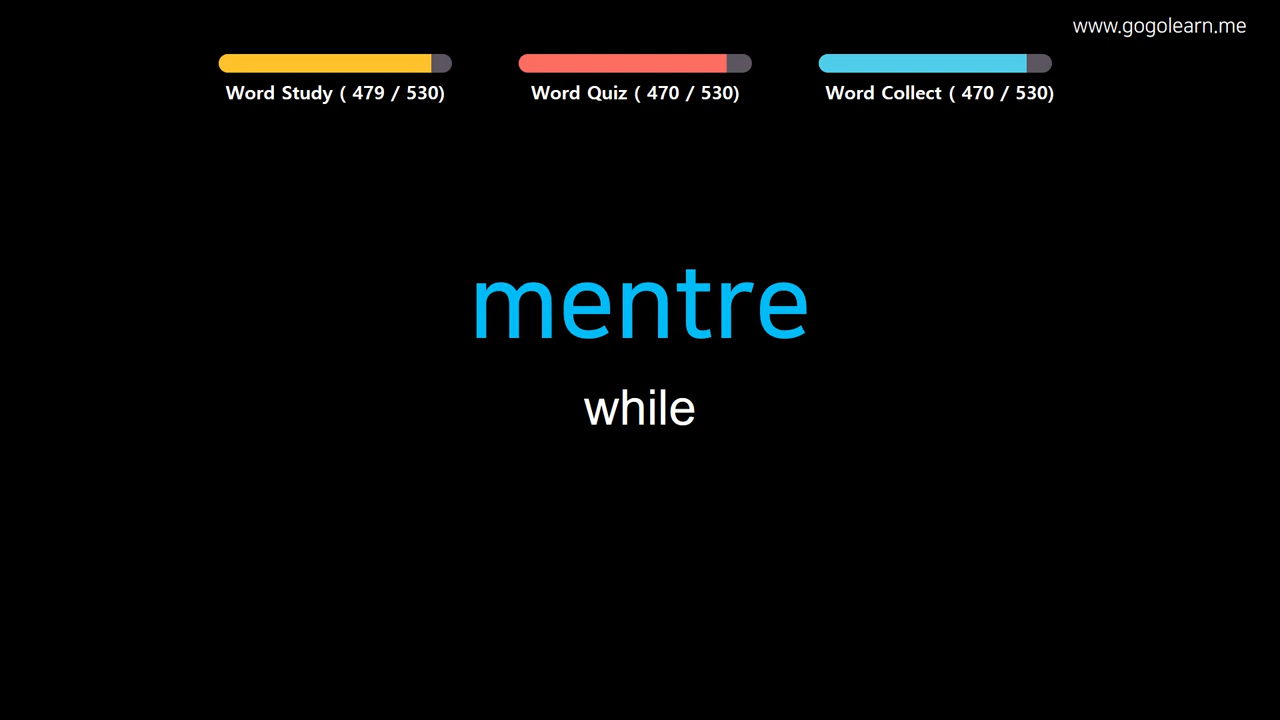 www.gogolearn.me
Word Study ( 479 / 530)
Word Quiz ( 470 / 530)
Word Collect ( 470 / 530)
mentre
while